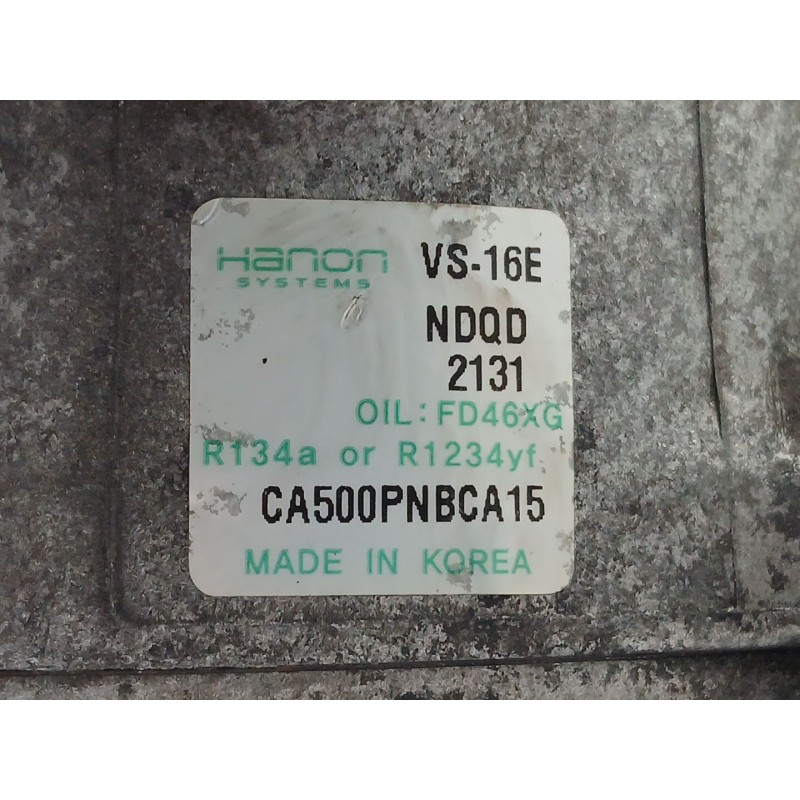 Hanon VS-16E
SYSTEMS
NDQD
2131
OIL: FD46XG
R134a or R1234yf
CA500PNBCA15
MADE IN KOREA